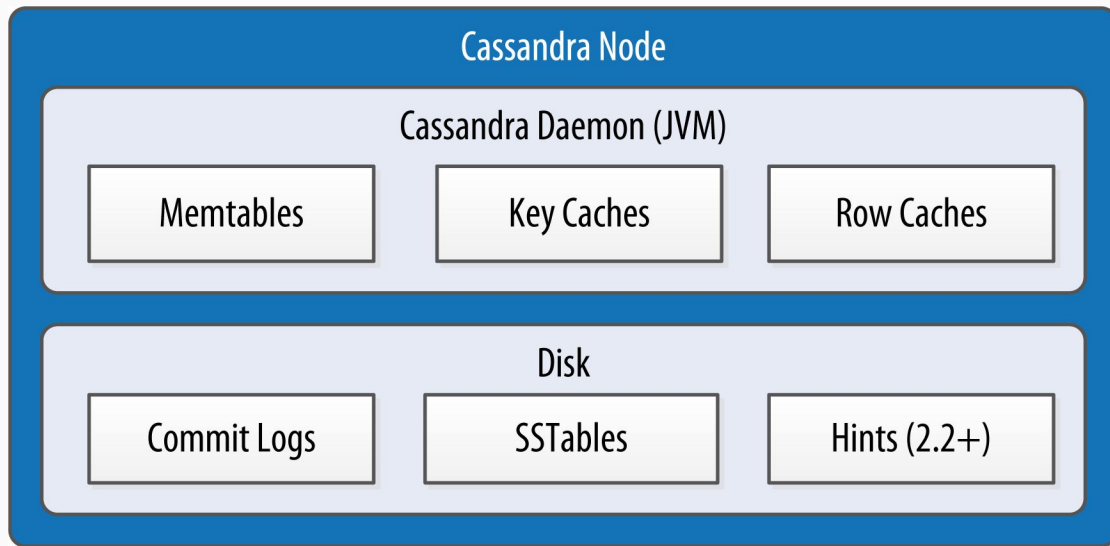 Cassandra Node
Cassandra Daemon (JVM)
Memtables
Key Caches
Row Caches
Disk
Commit Logs
SSTables
Hints (2.2+)